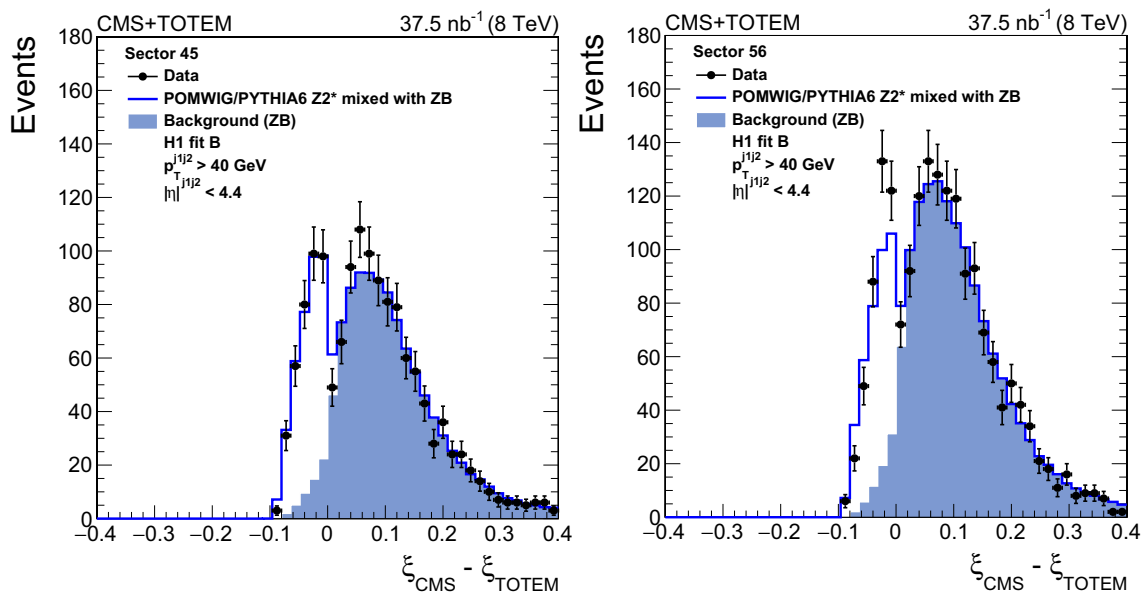 CMS+TOTEM 37.5 nb⁻¹ (8 TeV)
Events
180
160
140
120
100
80
60
40
20
0
Sector 45
Data
POMWIG/PYTHIA6 Z2* mixed with ZB
Background (ZB)
H1 fit B
p_T^j1j2 > 40 GeV
|η|^j1j2 < 4.4
−0.4 −0.3 −0.2 −0.1 0 0.1 0.2 0.3 0.4
ξ_CMS - ξ_TOTEM
CMS+TOTEM 37.5 nb⁻¹ (8 TeV)
Events
180
160
140
120
100
80
60
40
20
0
Sector 56
Data
POMWIG/PYTHIA6 Z2* mixed with ZB
Background (ZB)
H1 fit B
p_T^j1j2 > 40 GeV
|η|^j1j2 < 4.4
−0.4 −0.3 −0.2 −0.1 0 0.1 0.2 0.3 0.4
ξ_CMS - ξ_TOTEM